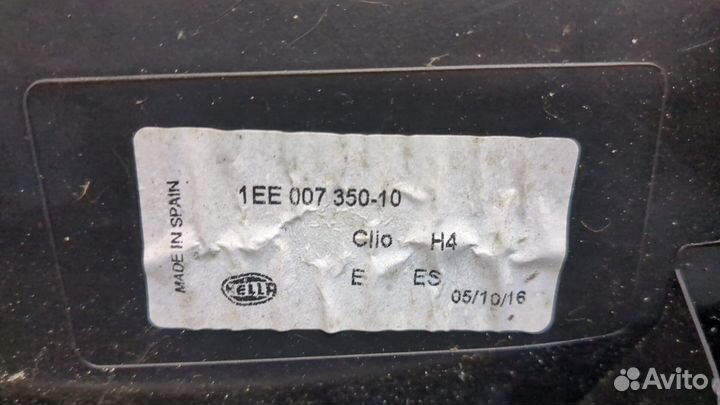 1EE 007 350-10
Clio H4
E ES
05/10/16
MADE IN SPAIN
HELLA
Avito